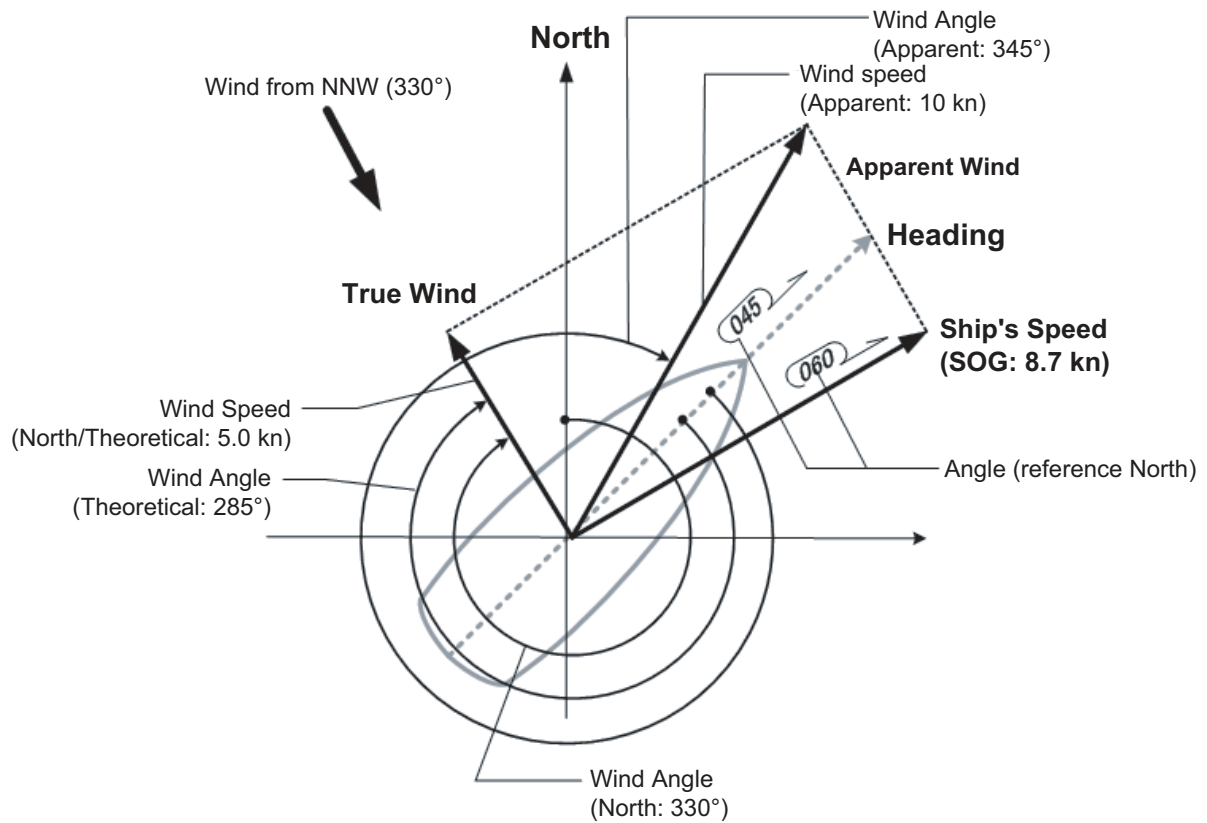 Wind Angle
(Apparent: 345°)
North
Wind speed
(Apparent: 10 kn)
Wind from NNW (330°)
Apparent Wind
Heading
True Wind
045
Ship's Speed
(SOG: 8.7 kn)
060
Wind Speed
(North/Theoretical: 5.0 kn)
Wind Angle
(Theoretical: 285°)
Angle (reference North)
Wind Angle
(North: 330°)